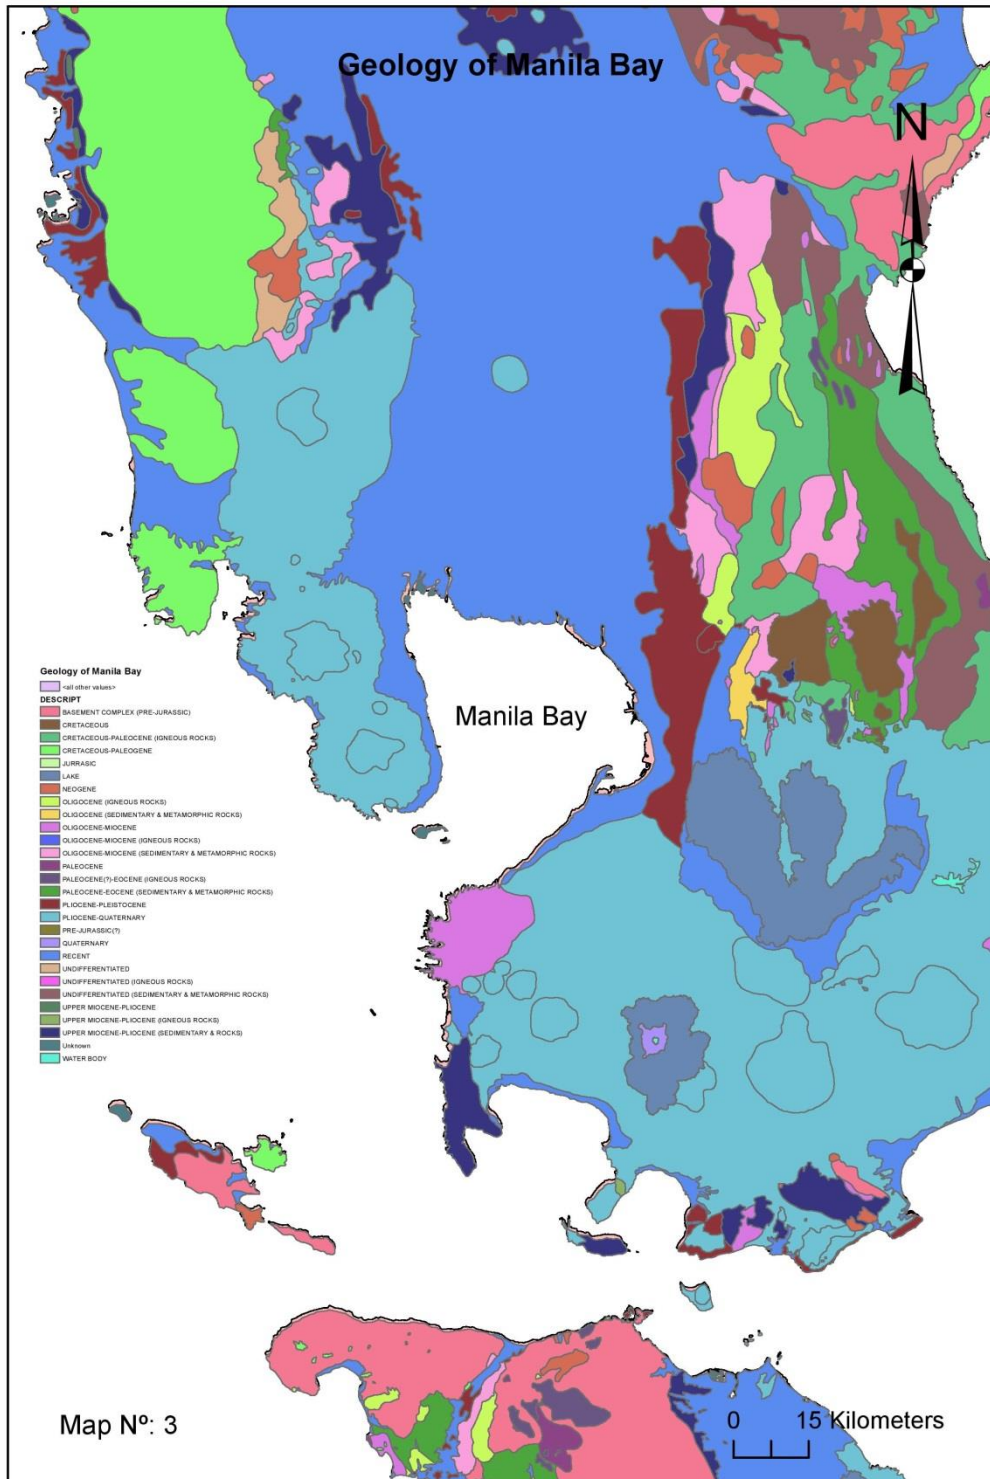 Geology of Manila Bay
N
Manila Bay
Geology of Manila Bay
<all other values>
DESCRIPT
BASEMENT COMPLEX (PRE-JURASSIC)
CRETACEOUS
CRETACEOUS-PALEOCENE (IGNEOUS ROCKS)
CRETACEOUS-PALEOGENE
JURRASIC
LAKE
NEOGENE
OLIGOCENE (IGNEOUS ROCKS)
OLIGOCENE (SEDIMENTARY & METAMORPHIC ROCKS)
OLIGOCENE-MIOCENE
OLIGOCENE-MIOCENE (IGNEOUS ROCKS)
OLIGOCENE-MIOCENE (SEDIMENTARY & METAMORPHIC ROCKS)
PALEOCENE
PALEOCENE(?)-EOCENE (IGNEOUS ROCKS)
PALEOCENE-EOCENE (SEDIMENTARY & METAMORPHIC ROCKS)
PLIOCENE-PLEISTOCENE
PLIOCENE-QUATERNARY
PRE-JURASSIC(?)
QUATERNARY
RECENT
UNDIFFERENTIATED
UNDIFFERENTIATED (IGNEOUS ROCKS)
UNDIFFERENTIATED (SEDIMENTARY & METAMORPHIC ROCKS)
UPPER MIOCENE-PLIOCENE
UPPER MIOCENE-PLIOCENE (IGNEOUS ROCKS)
UPPER MIOCENE-PLIOCENE (SEDIMENTARY & ROCKS)
Unknown
WATER BODY
Map Nº: 3
0 15 Kilometers